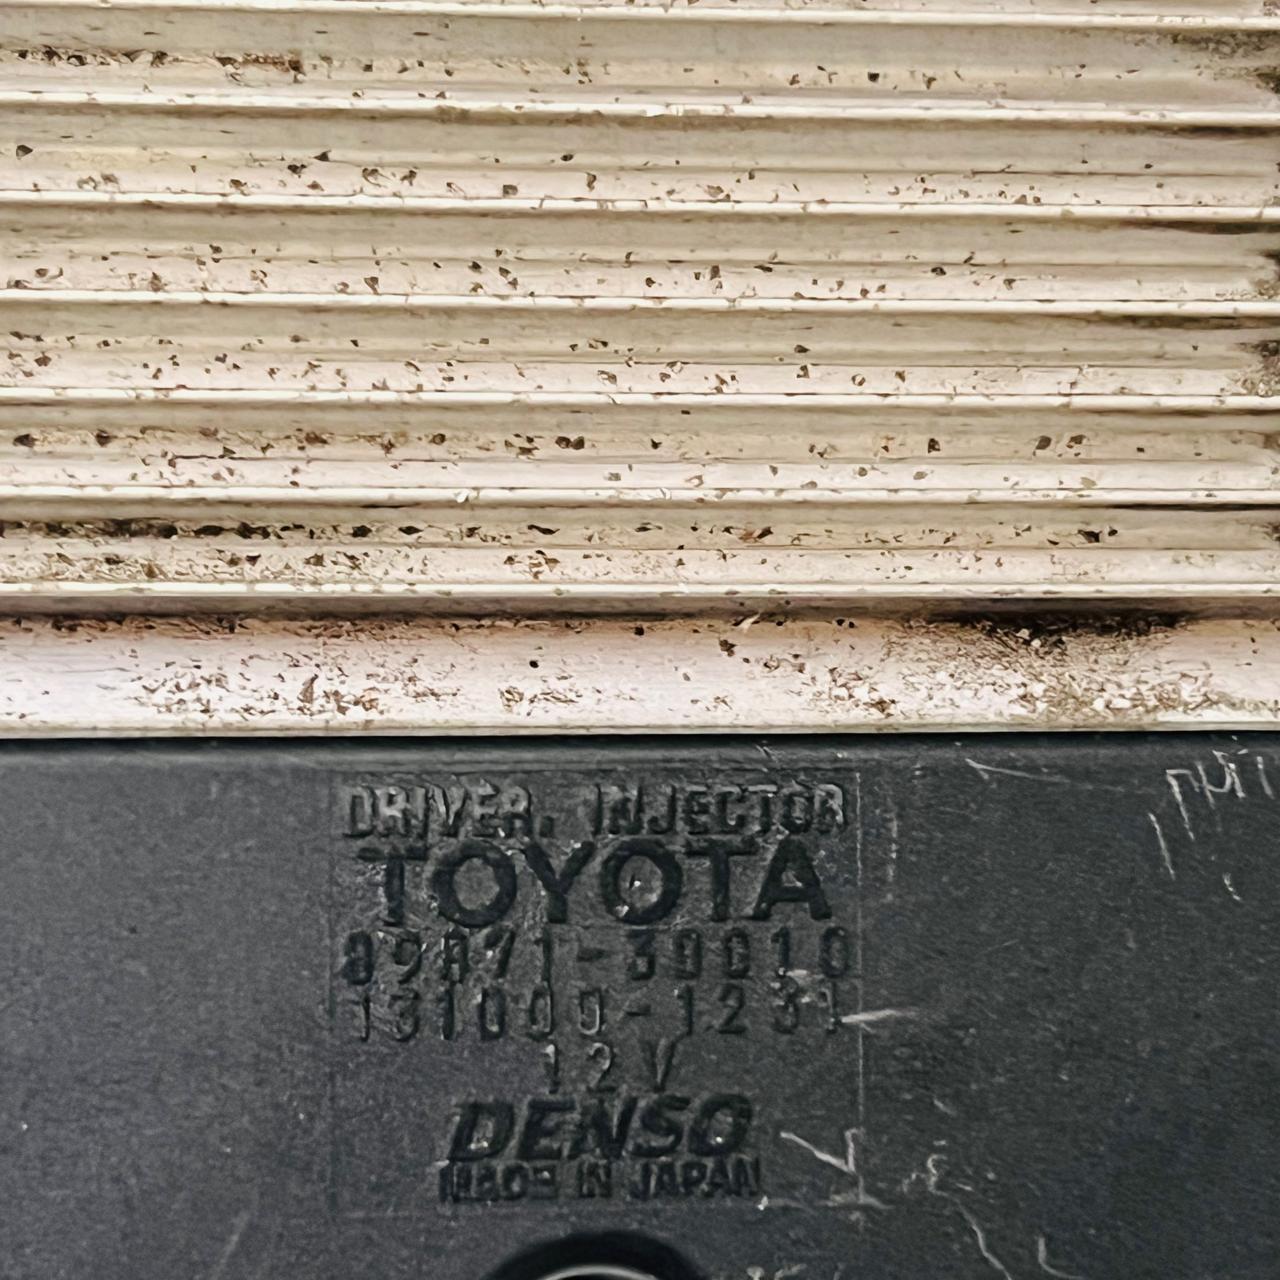 DRIVER, INJECTOR
TOYOTA
89871-30010
131000-1231
12V
DENSO
MADE IN JAPAN